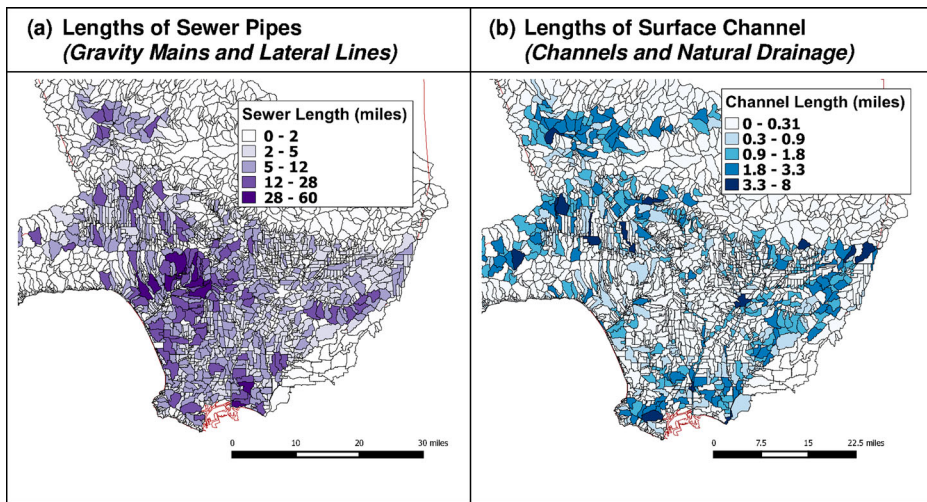 (a) Lengths of Sewer Pipes
(Gravity Mains and Lateral Lines)
(b) Lengths of Surface Channel
(Channels and Natural Drainage)
Sewer Length (miles)
0 - 2
2 - 5
5 - 12
12 - 28
28 - 60
0 10 20 30 miles
Channel Length (miles)
0 - 0.31
0.3 - 0.9
0.9 - 1.8
1.8 - 3.3
3.3 - 8
0 7.5 15 22.5 miles